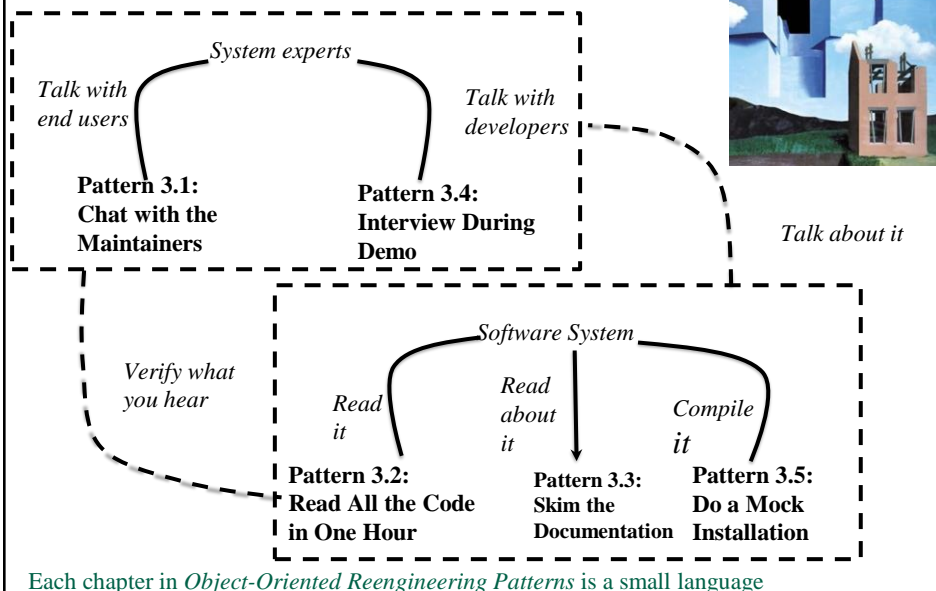 System experts
Talk with
end users
Talk with
developers
Pattern 3.1:
Chat with the
Maintainers
Pattern 3.4:
Interview During
Demo
Talk about it
Verify what
you hear
Software System
Read
it
Read
about
it
Compile
it
Pattern 3.2:
Read All the Code
in One Hour
Pattern 3.3:
Skim the
Documentation
Pattern 3.5:
Do a Mock
Installation
Each chapter in Object-Oriented Reengineering Patterns is a small language